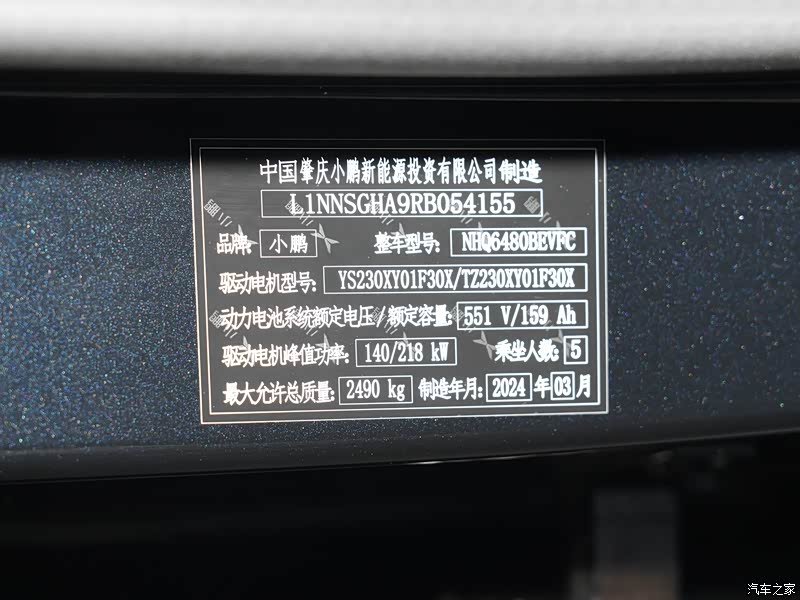 中国肇庆小鹏新能源投资有限公司制造
L1NNSGHA9RB054155
品牌: 小鹏 整车型号: NHQ6480BEVFC
驱动电机型号: YS230XY01F30X/TZ230XY01F30X
动力电池系统额定电压/额定容量: 551 V/159 Ah
驱动电机峰值功率: 140/218 kW 乘坐人数: 5
最大允许总质量: 2490 kg 制造年月: 2024 年 03 月
汽车之家